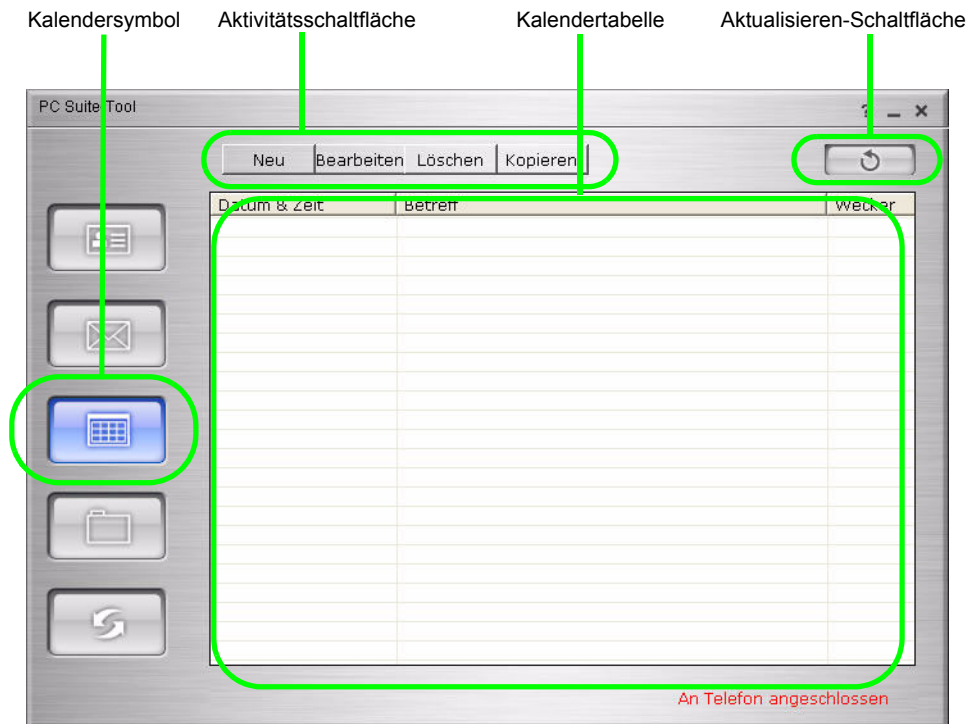 Kalendersymbol Aktivitätsschaltfläche Kalendertabelle Aktualisieren-Schaltfläche
PC Suite Tool ? _ x
Neu Bearbeiten Löschen Kopieren
Datum & Zeit Betreff Wecker
An Telefon angeschlossen